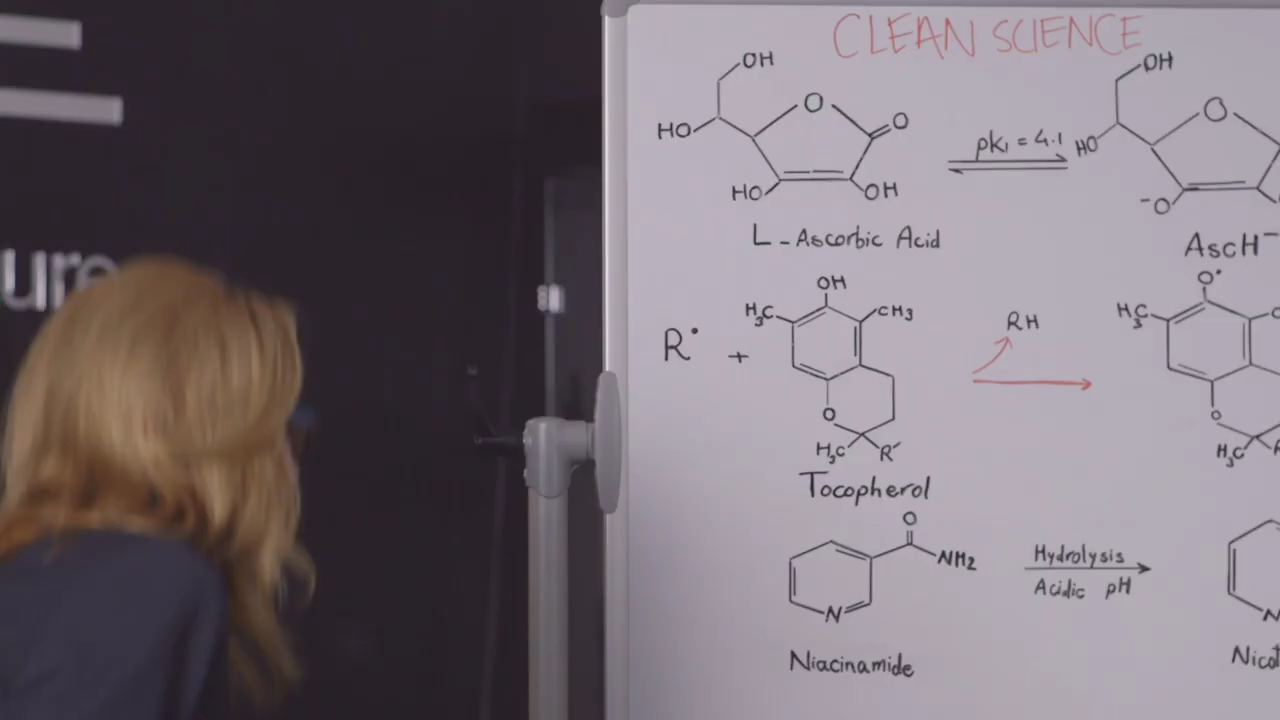 CLEAN SCIENCE
OH
HO
O
O
HO
OH
pK₁ = 4.1
OH
HO
O
⁻O
L - Ascorbic Acid
AscH⁻
R•
+
OH
H₃C
CH₃
O
H₃C
R′
RH
O•
H₃C
O
H₃C
Tocopherol
O
NH₂
N
Hydrolysis
Acidic pH
N
Niacinamide